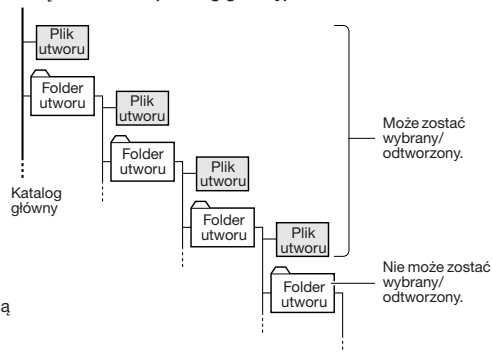 Plik
utworu
Folder
utworu
Plik
utworu
Folder
utworu
Plik
utworu
Folder
utworu
Plik
utworu
Folder
utworu
Katalog
główny
Może zostać
wybrany/
odtworzony.
Nie może zostać
wybrany/
odtworzony.
ą